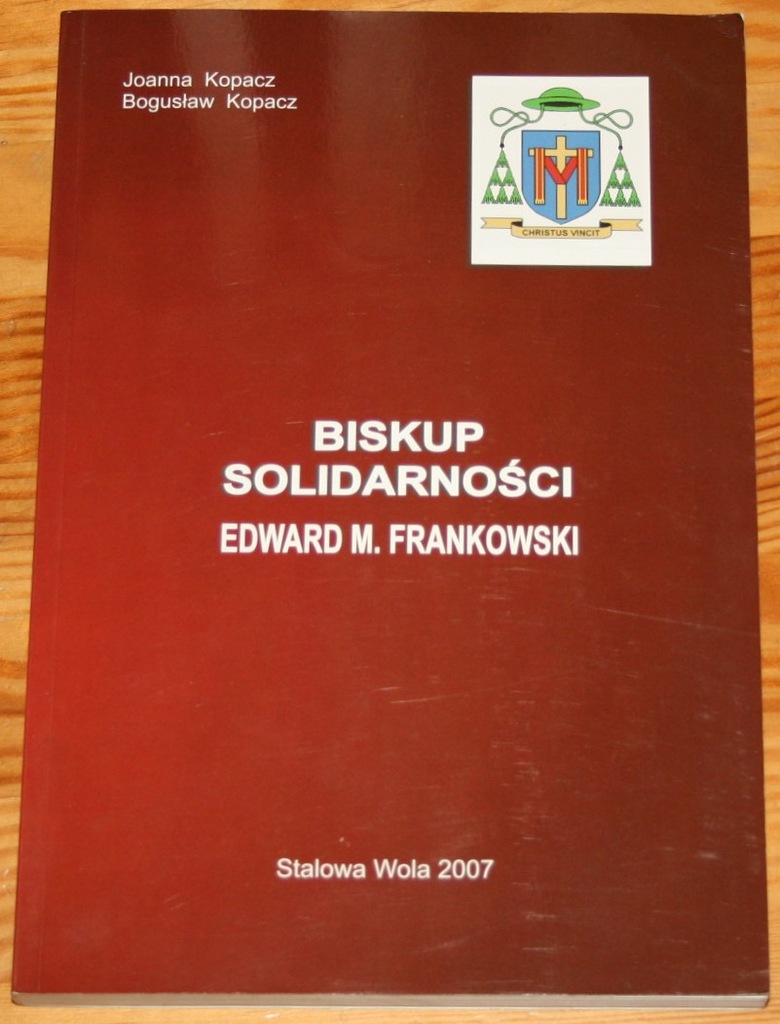 Joanna Kopacz
Bogusław Kopacz
CHRISTUS VINCIT
BISKUP
SOLIDARNOŚCI
EDWARD M. FRANKOWSKI
Stalowa Wola 2007